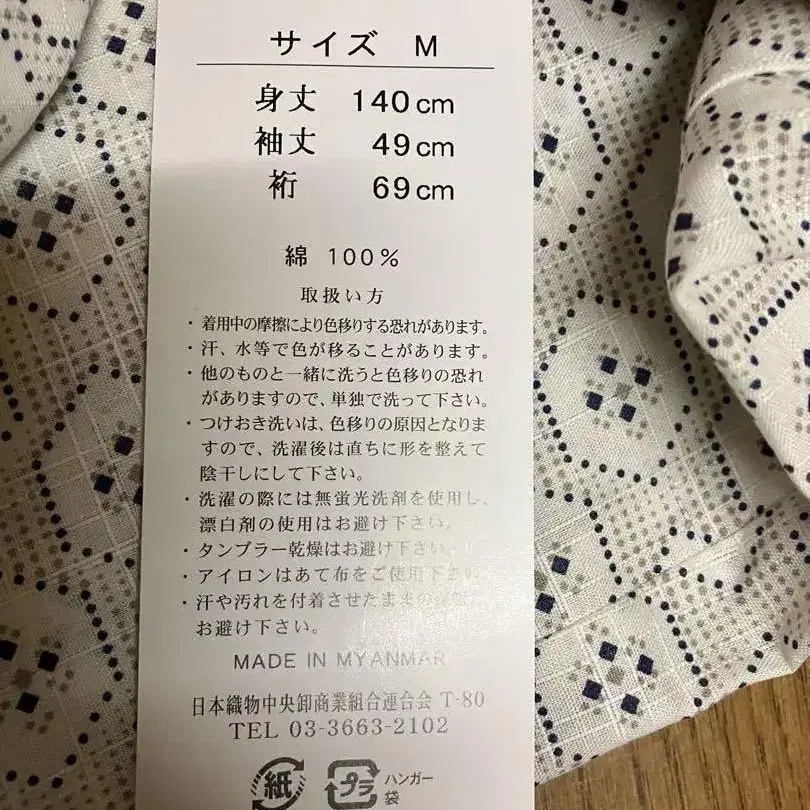 サイズ M
身丈 140cm
袖丈 49cm
裄 69cm
綿 100%
取扱い方
・着用中の摩擦により色移りする恐れがあります。
・汗、水等で色が移ることがあります。
・他のものと一緒に洗うと色移りの恐れ
がありますので、単独で洗って下さい。
・つけおき洗いは、色移りの原因となりま
すので、洗濯後は直ちに形を整えて
陰干しにして下さい。
・洗濯の際には無蛍光洗剤を使用し、
漂白剤の使用はお避け下さい。
・タンブラー乾燥はお避け下さい。
・アイロンはあて布をご使用下さい。
・汗や汚れを付着させたままの
お避け下さい。
MADE IN MYANMAR
日本織物中央卸商業組合連合会 T-80
TEL 03-3663-2102
紙
プラ
ハンガー
袋